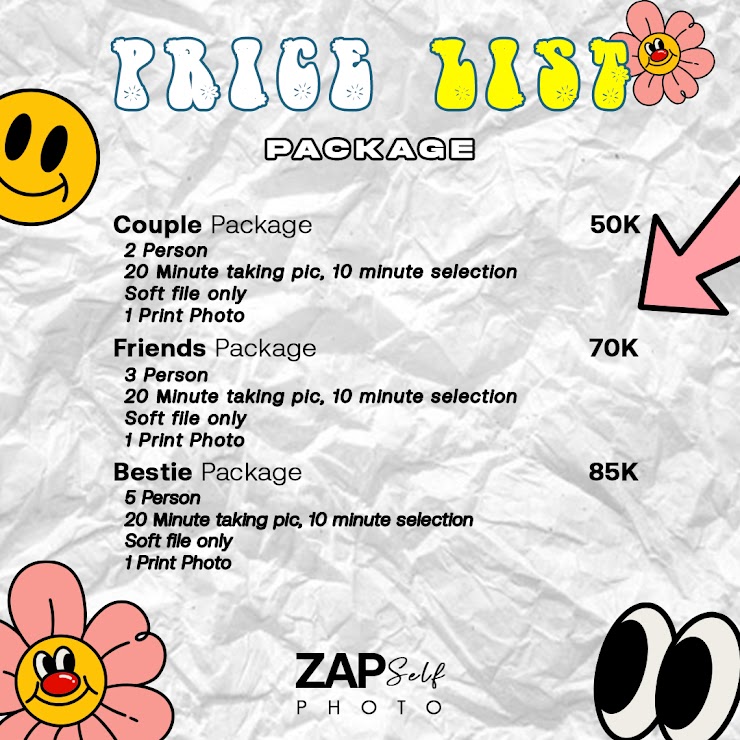 PRICE LIST
PACKAGE
Couple Package 50K
2 Person
20 Minute taking pic, 10 minute selection
Soft file only
1 Print Photo
Friends Package 70K
3 Person
20 Minute taking pic, 10 minute selection
Soft file only
1 Print Photo
Bestie Package 85K
5 Person
20 Minute taking pic, 10 minute selection
Soft file only
1 Print Photo
ZAP Self
PHOTO